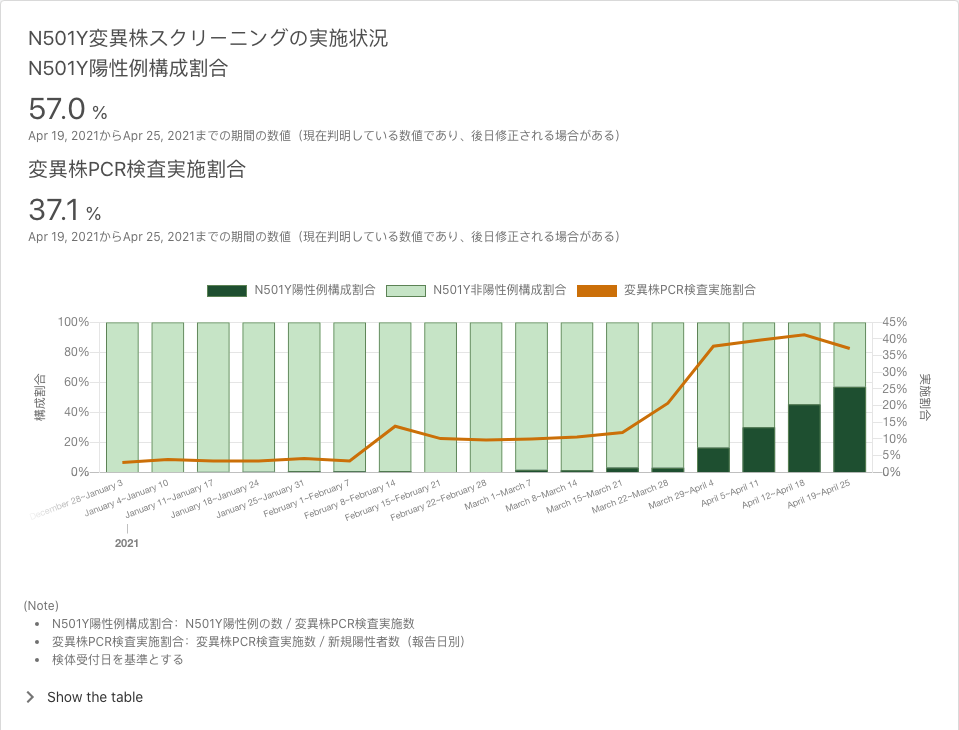 N501Y変異株スクリーニングの実施状況
N501Y陽性例構成割合
57.0 %
Apr 19, 2021からApr 25, 2021までの期間の数値（現在判明している数値であり、後日修正される場合がある）
変異株PCR検査実施割合
37.1 %
Apr 19, 2021からApr 25, 2021までの期間の数値（現在判明している数値であり、後日修正される場合がある）
N501Y陽性例構成割合 N501Y非陽性例構成割合 変異株PCR検査実施割合
100%
80%
60%
40%
20%
0%
構成割合
45%
40%
35%
30%
25%
20%
15%
10%
5%
0%
実施割合
December 28~January 3
January 4~January 10
January 11~January 17
January 18~January 24
January 25~January 31
February 1~February 7
February 8~February 14
February 15~February 21
February 22~February 28
March 1~March 7
March 8~March 14
March 15~March 21
March 22~March 28
March 29~April 4
April 5~April 11
April 12~April 18
April 19~April 25
2021
(Note)
• N501Y陽性例構成割合：N501Y陽性例の数 / 変異株PCR検査実施数
• 変異株PCR検査実施割合：変異株PCR検査実施数 / 新規陽性者数（報告日別）
• 検体受付日を基準とする
Show the table